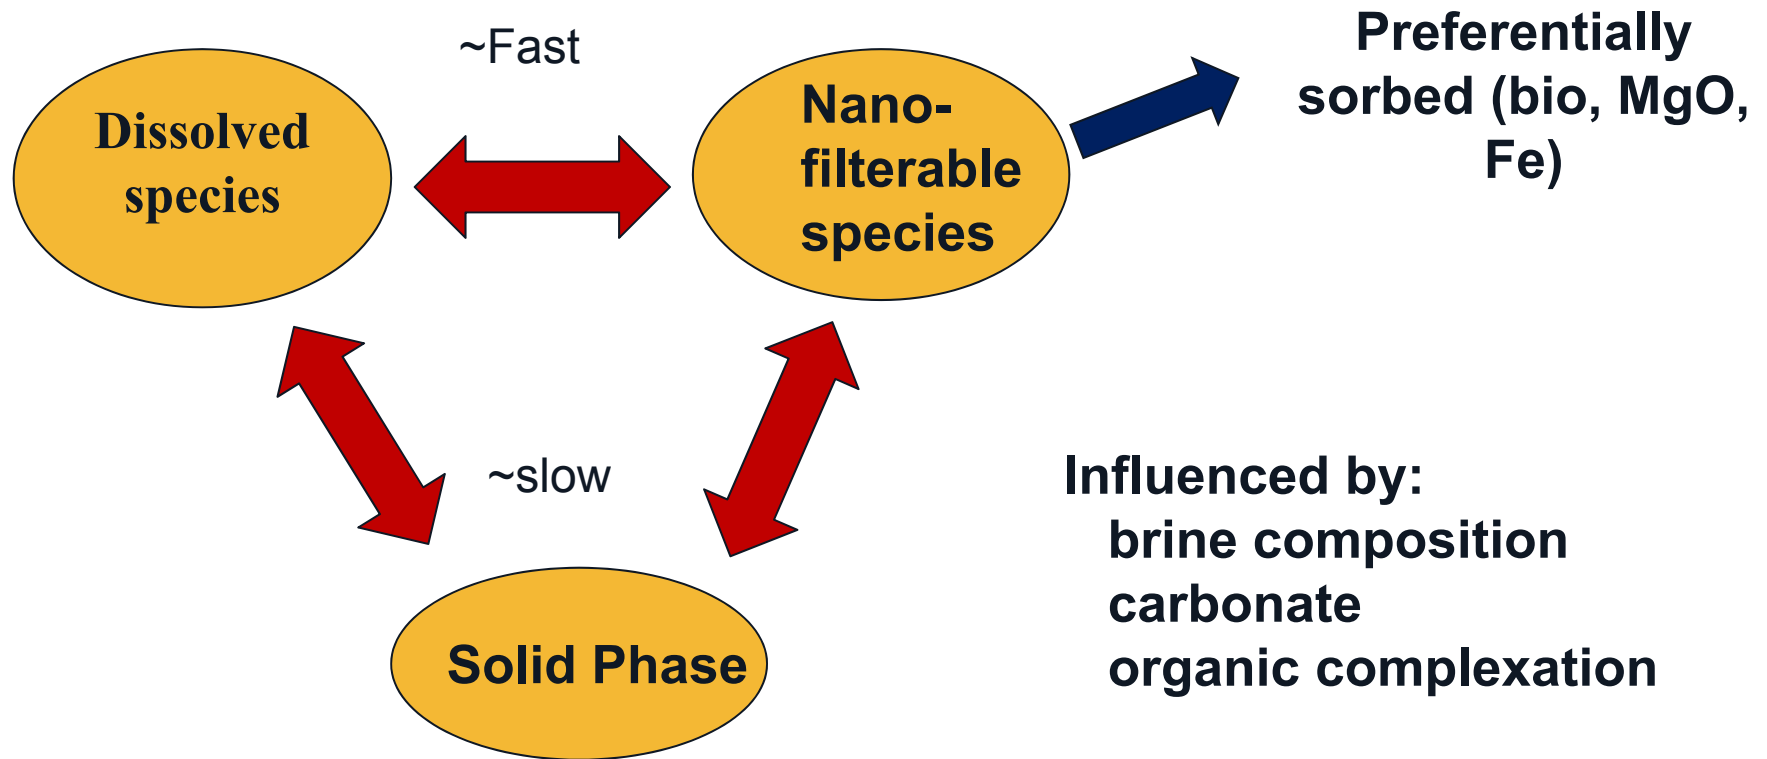 ~Fast
Dissolved
species
Nano-
filterable
species
Preferentially
sorbed (bio, MgO,
Fe)
~slow
Solid Phase
Influenced by:
brine composition
carbonate
organic complexation